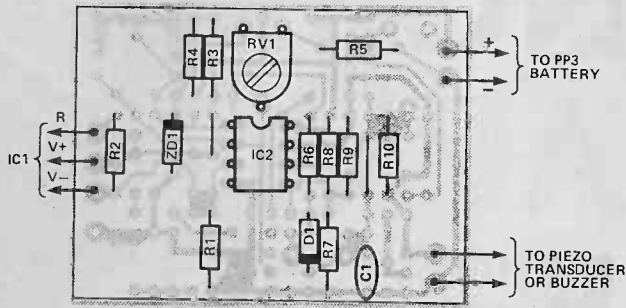 R4
R3
RV1
R5
+
−
TO PP3
BATTERY
IC1
R
V+
V−
R2
ZD1
IC2
R6
R8
R9
R10
R1
D1
R7
C1
TO PIEZO
TRANSDUCER
OR BUZZER